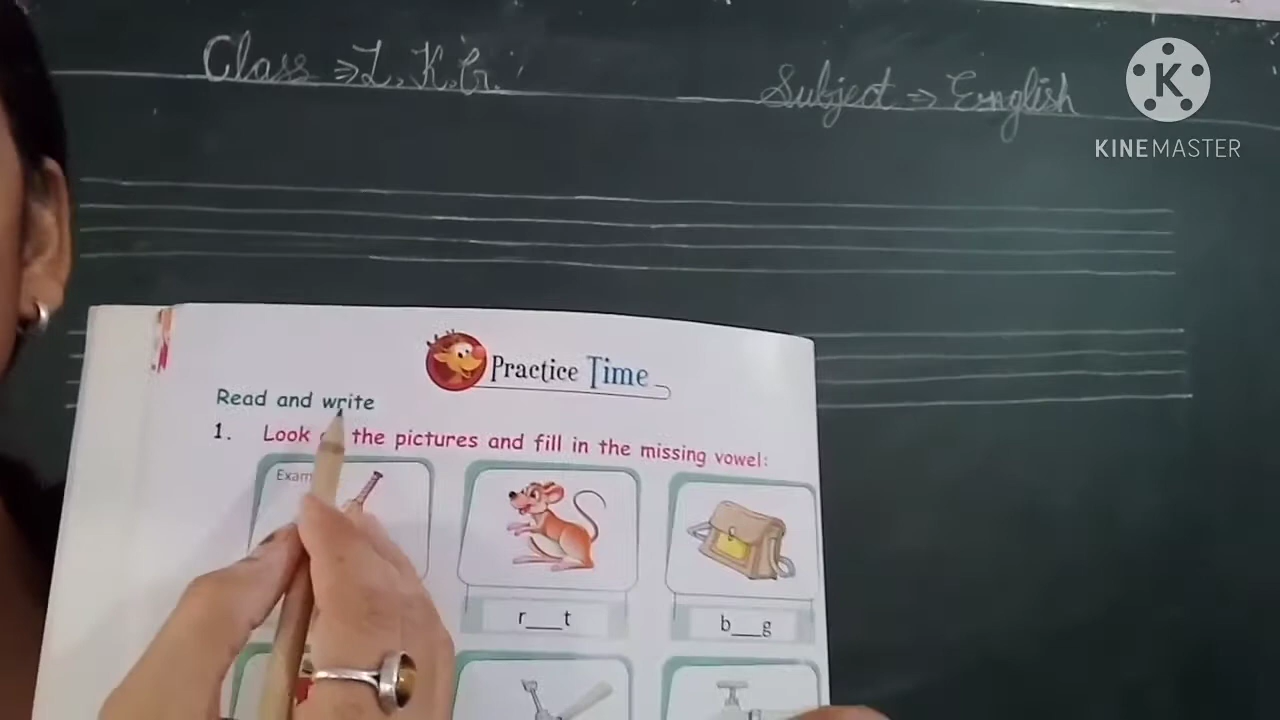 Class ⇒ L.K.G.
Subject ⇒ English
KINEMASTER
Practice Time
Read and write
1. Look the pictures and fill in the missing vowel:
r___t
b___g